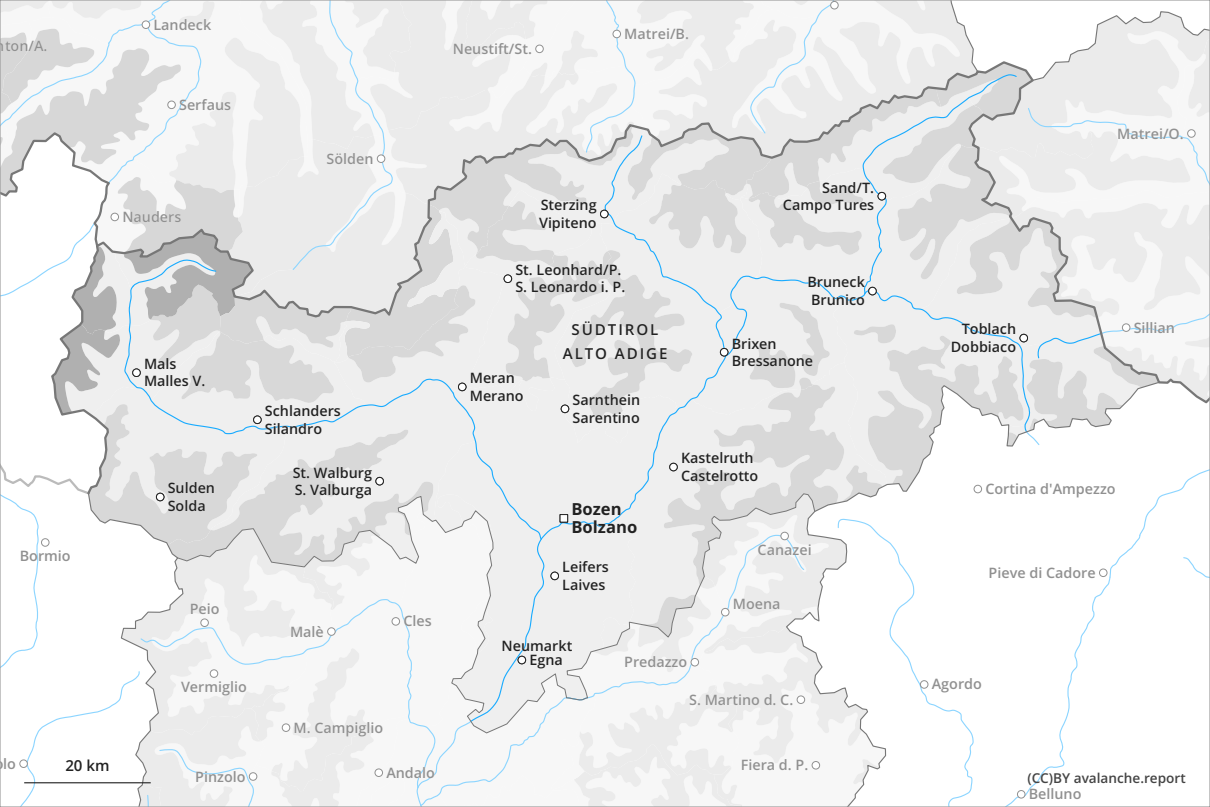 Landeck
nton/A.
Neustift/St.
Matrei/B.
Serfaus
Matrei/O.
Sölden
Sand/T.
Campo Tures
Sterzing
Vipiteno
Nauders
St. Leonhard/P.
S. Leonardo i. P.
Bruneck
Brunico
SÜDTIROL
ALTO ADIGE
Toblach
Dobbiaco
Sillian
Brixen
Bressanone
Mals
Malles V.
Meran
Merano
Sarnthein
Sarentino
Schlanders
Silandro
Kastelruth
Castelrotto
St. Walburg
S. Valburga
Sulden
Solda
Cortina d'Ampezzo
Bozen
Bolzano
Bormio
Canazei
Leifers
Laives
Pieve di Cadore
Peio
Moena
Malè
Cles
Neumarkt
Egna
Predazzo
Vermiglio
Agordo
S. Martino d. C.
M. Campiglio
olo
20 km
Pinzolo
Andalo
Fiera d. P.
(CC)BY avalanche.report
Belluno